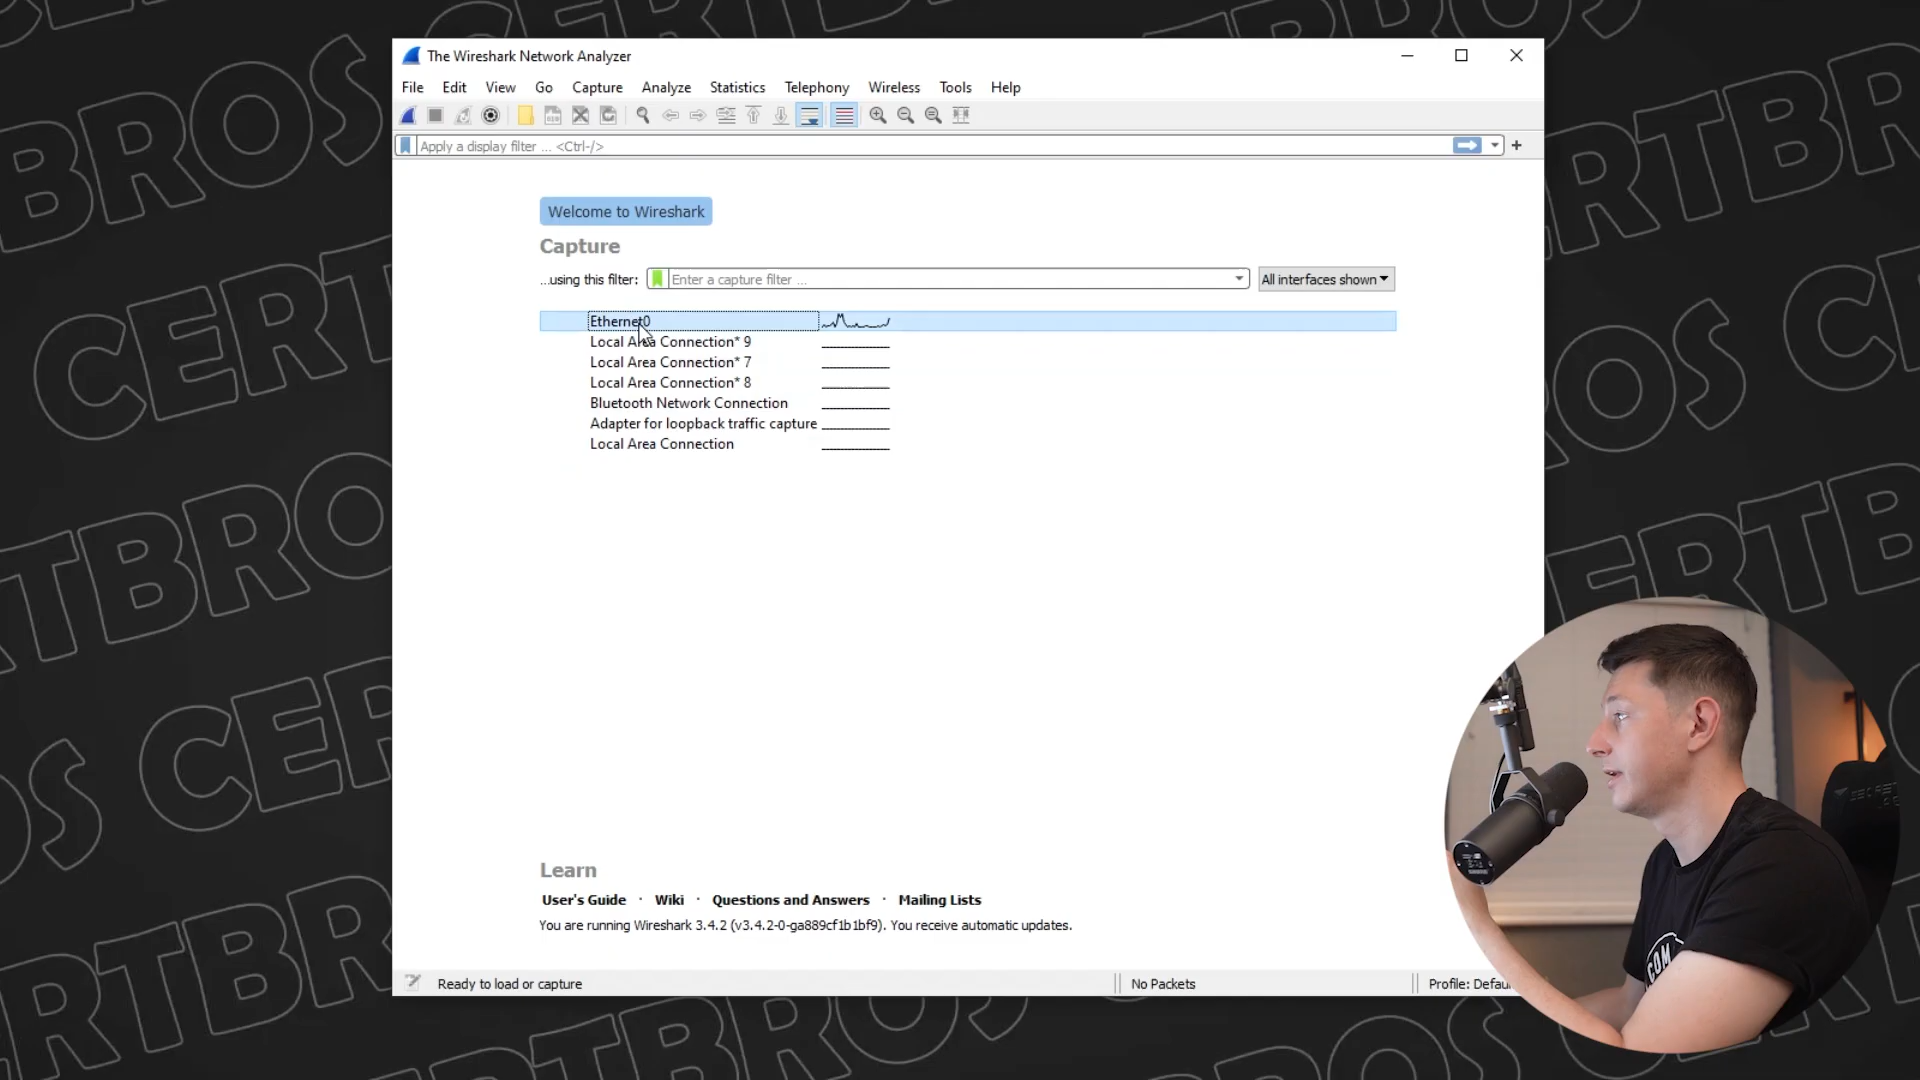 The Wireshark Network Analyzer
File Edit View Go Capture Analyze Statistics Telephony Wireless Tools Help
Apply a display filter ... <Ctrl-/>
Welcome to Wireshark
Capture
...using this filter: Enter a capture filter ... All interfaces shown
Ethernet0
Local Area Connection* 9
Local Area Connection* 7
Local Area Connection* 8
Bluetooth Network Connection
Adapter for loopback traffic capture
Local Area Connection
Learn
User's Guide · Wiki · Questions and Answers · Mailing Lists
You are running Wireshark 3.4.2 (v3.4.2-0-ga889cf1b1bf9). You receive automatic updates.
Ready to load or capture No Packets Profile: Defau
CERTBROS
.COM